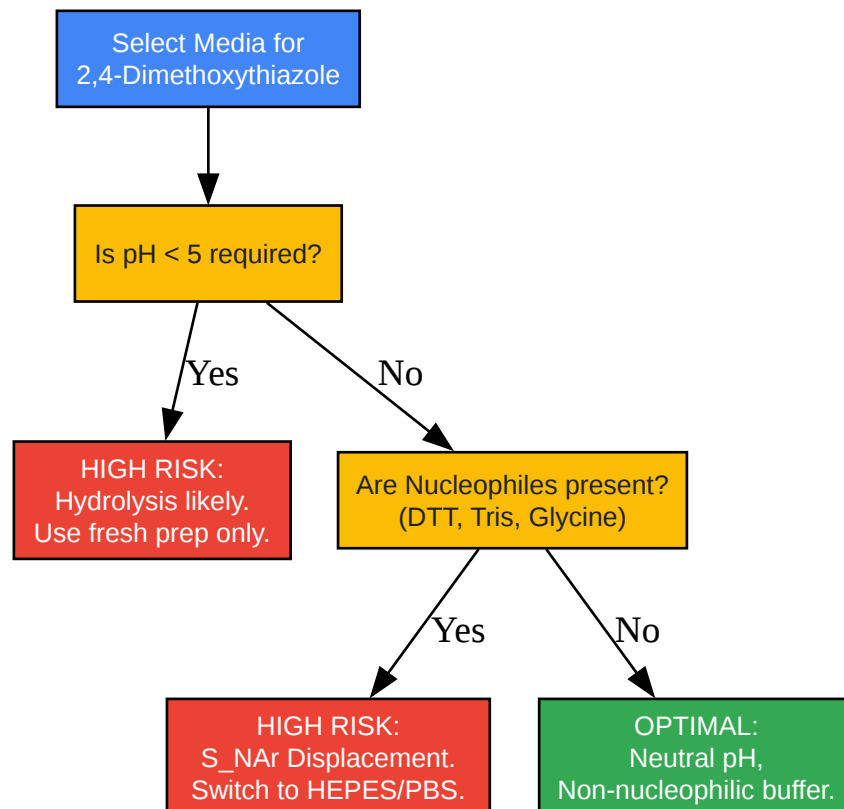 Select Media for
2,4-Dimethoxythiazole
Is pH < 5 required?
Yes
No
HIGH RISK:
Hydrolysis likely.
Use fresh prep only.
Are Nucleophiles present?
(DTT, Tris, Glycine)
Yes
No
HIGH RISK:
S_NAr Displacement.
Switch to HEPES/PBS.
OPTIMAL:
Neutral pH,
Non-nucleophilic buffer.